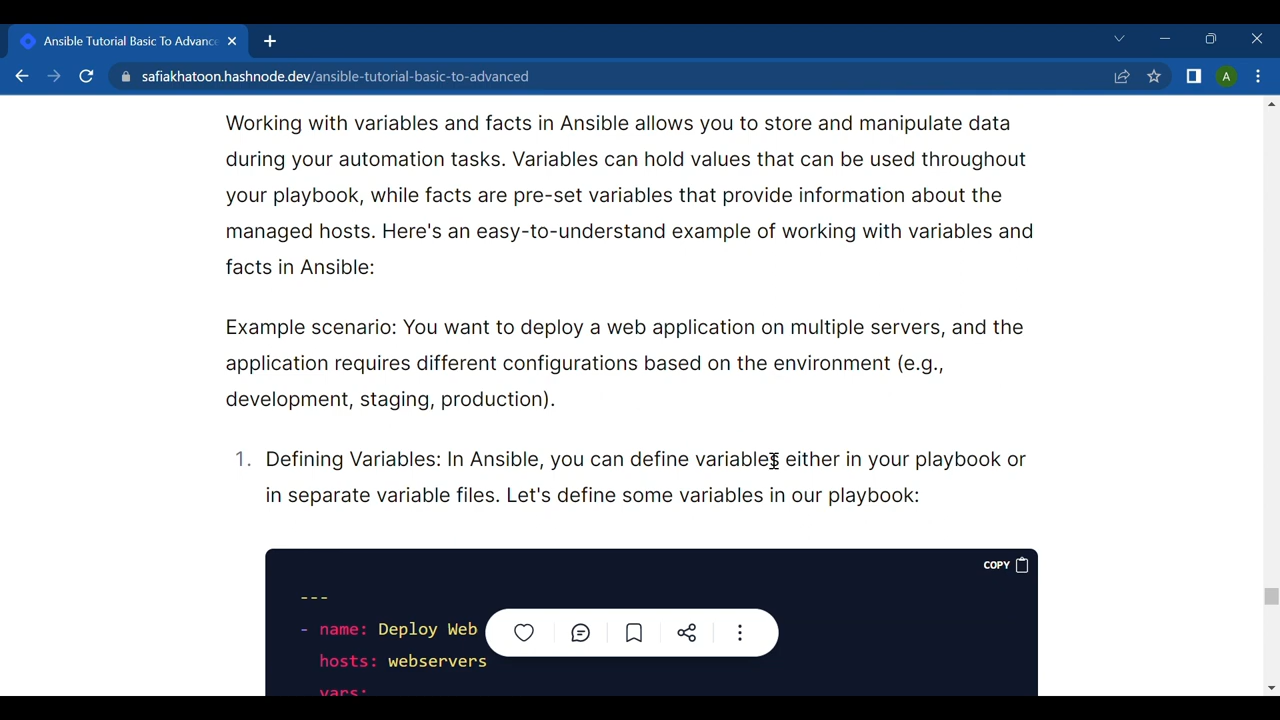 Ansible Tutorial Basic To Advance
safiakhatoon.hashnode.dev/ansible-tutorial-basic-to-advanced
A
Working with variables and facts in Ansible allows you to store and manipulate data
during your automation tasks. Variables can hold values that can be used throughout
your playbook, while facts are pre-set variables that provide information about the
managed hosts. Here's an easy-to-understand example of working with variables and
facts in Ansible:
Example scenario: You want to deploy a web application on multiple servers, and the
application requires different configurations based on the environment (e.g.,
development, staging, production).
1. Defining Variables: In Ansible, you can define variables either in your playbook or
in separate variable files. Let's define some variables in our playbook:
COPY
---
- name: Deploy Web
hosts: webservers
vars: